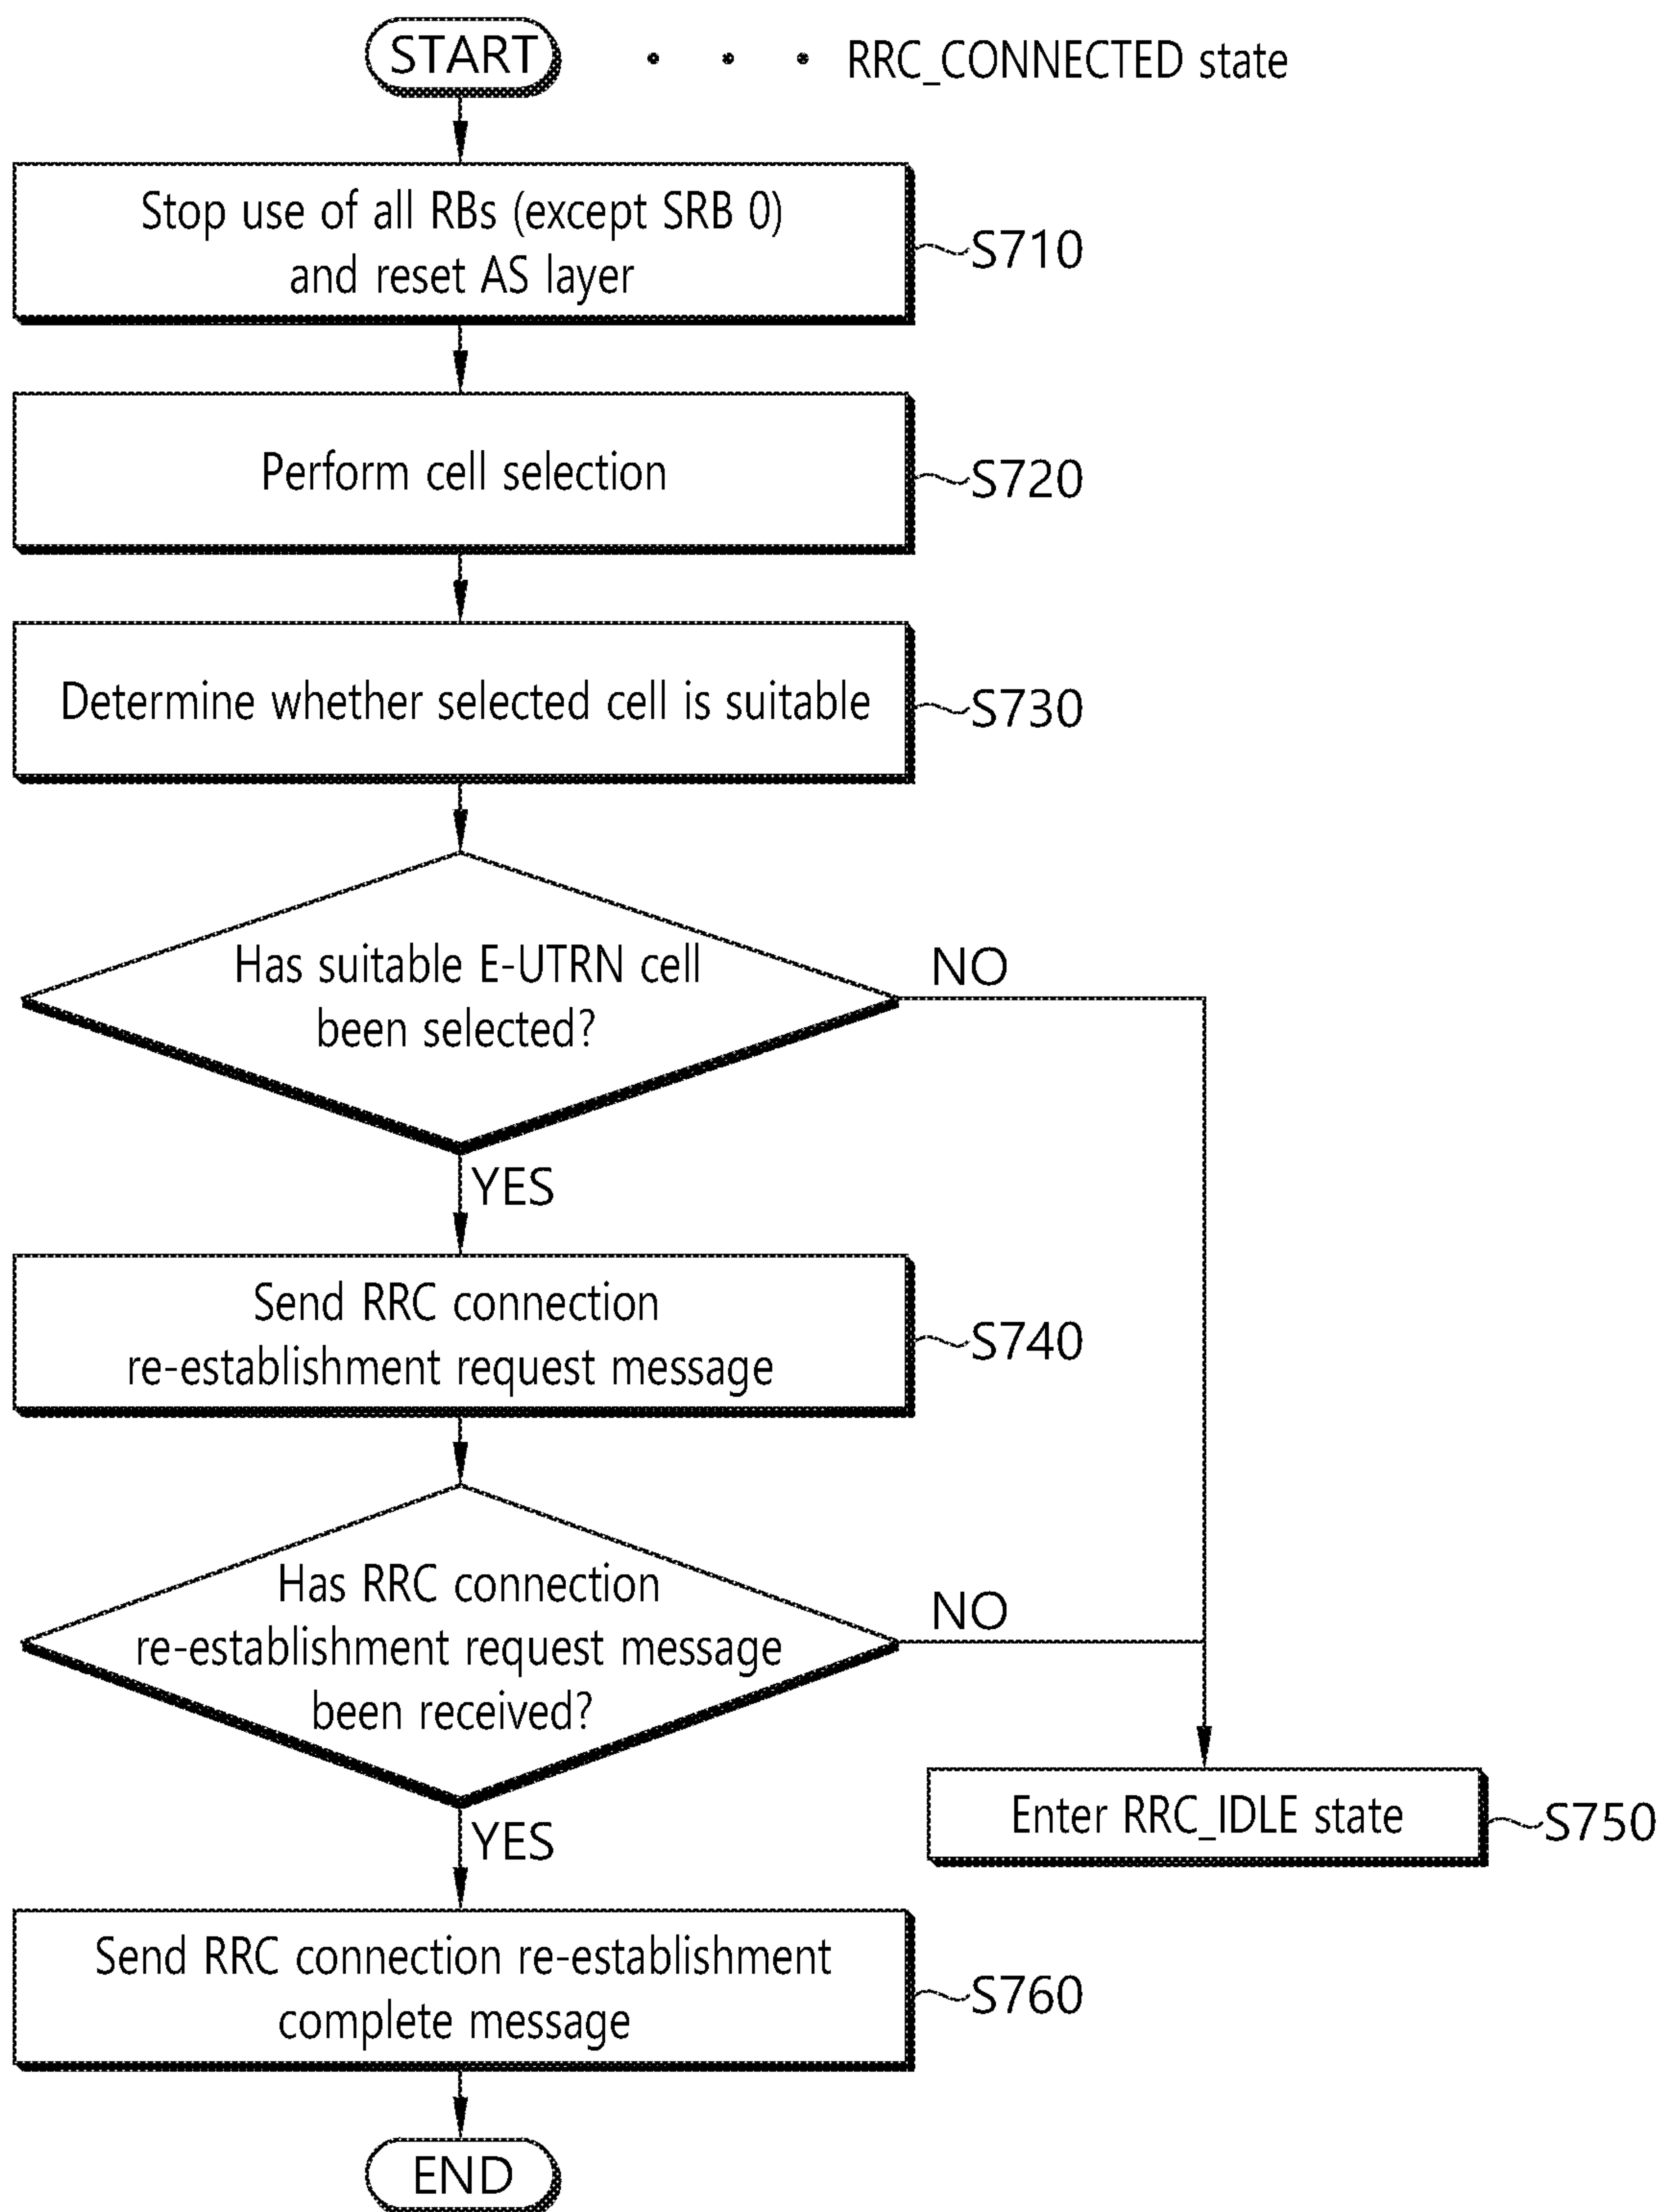 START
RRC_CONNECTED state
Stop use of all RBs (except SRB 0)
and reset AS layer
S710
Perform cell selection
S720
Determine whether selected cell is suitable
S730
Has suitable E-UTRN cell
been selected?
NO
YES
Send RRC connection
re-establishment request message
S740
Has RRC connection
re-establishment request message
been received?
NO
YES
Enter RRC_IDLE state
S750
Send RRC connection re-establishment
complete message
S760
END